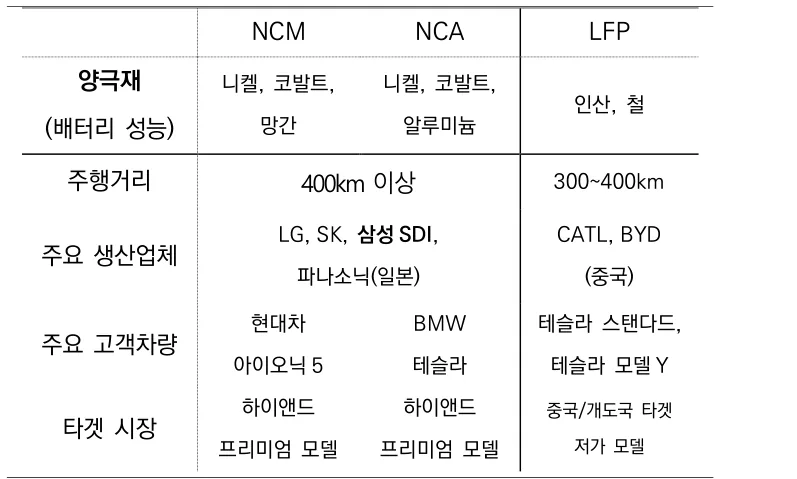 NCM NCA LFP
양극재 니켈, 코발트, 니켈, 코발트, 인산, 철
(배터리 성능) 망간 알루미늄
주행거리 400km 이상 300~400km
주요 생산업체 LG, SK, 삼성 SDI, CATL, BYD
파나소닉(일본) (중국)
주요 고객차량 현대차 BMW 테슬라 스탠다드,
아이오닉 5 테슬라 테슬라 모델 Y
타겟 시장 하이앤드 하이앤드 중국/개도국 타겟
프리미엄 모델 프리미엄 모델 저가 모델